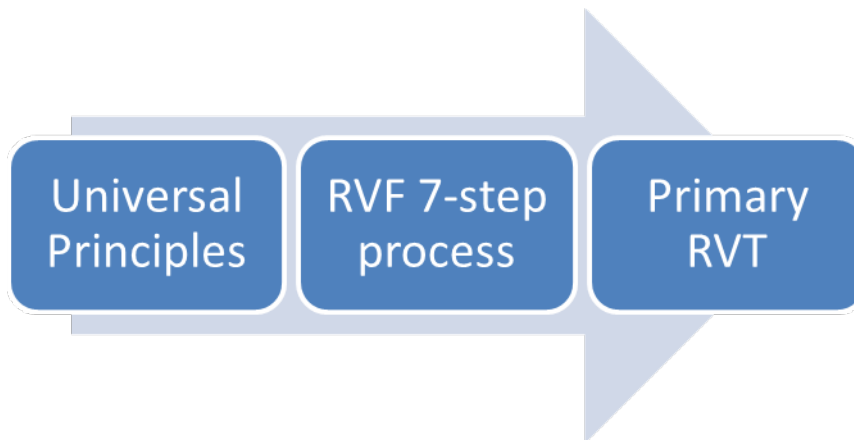 Universal
Principles
RVF 7-step
process
Primary
RVT